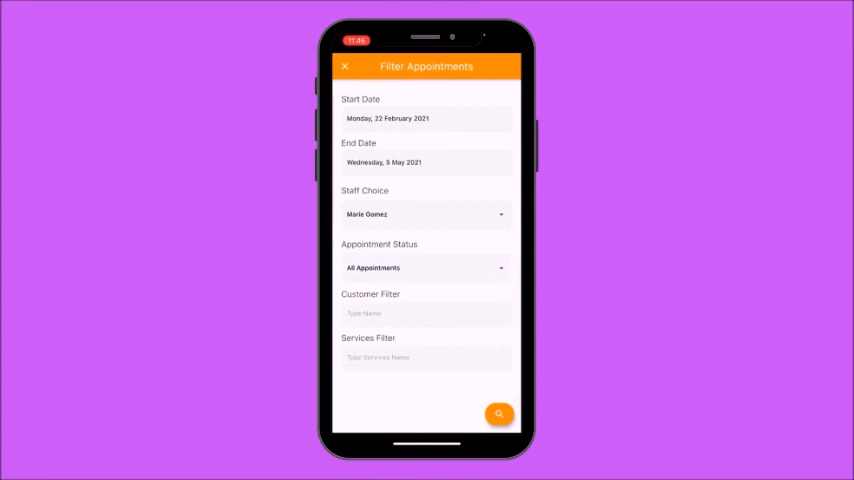 11:46
Filter Appointments
Start Date
Monday, 22 February 2021
End Date
Wednesday, 5 May 2021
Staff Choice
Marie Gomez
Appointment Status
All Appointments
Customer Filter
Type Name
Services Filter
Type Services Name